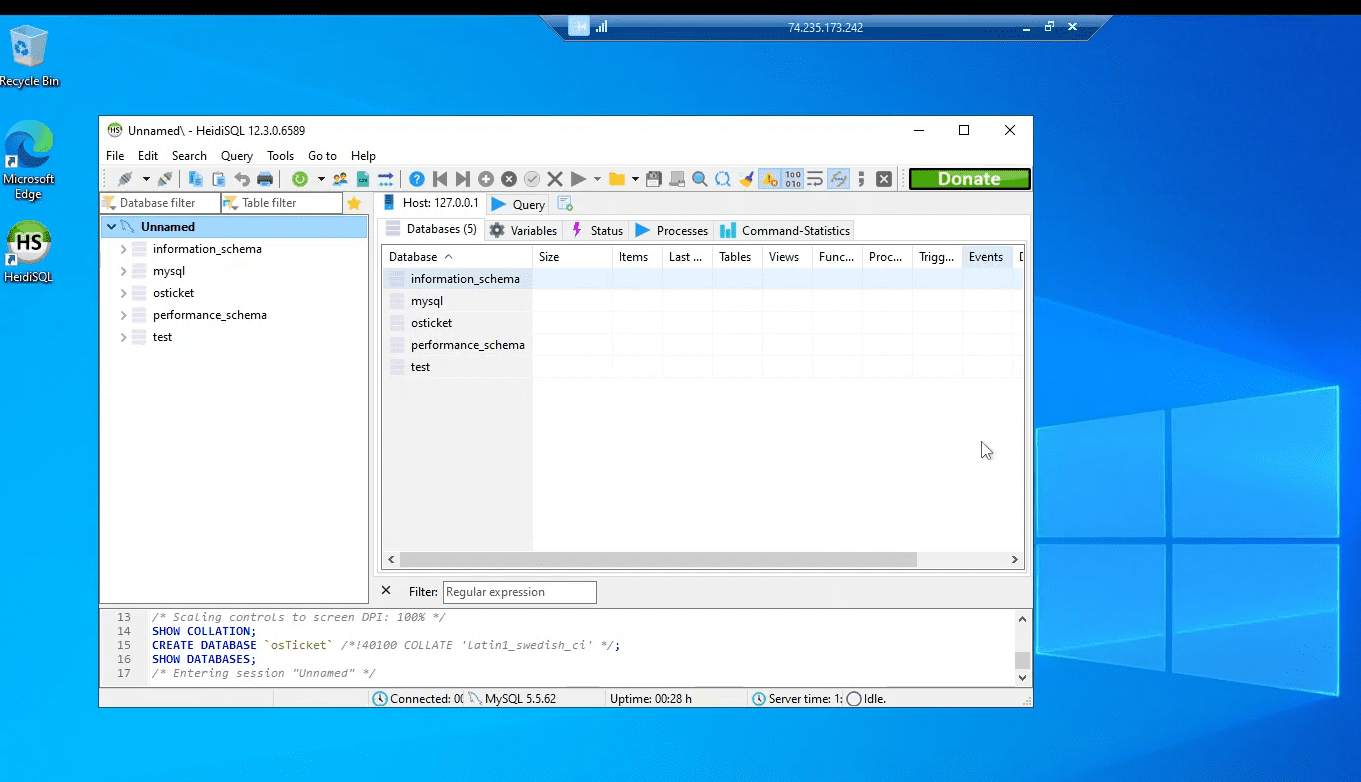 74.235.173.242
Recycle Bin
Microsoft
Edge
HS
HeidiSQL
HS Unnamed\ - HeidiSQL 12.3.0.6589
File Edit Search Query Tools Go to Help
Donate
Database filter Table filter
Host: 127.0.0.1 Query
Unnamed
information_schema
mysql
osticket
performance_schema
test
Databases (5) Variables Status Processes Command-Statistics
Database Size Items Last ... Tables Views Func... Proc... Trigg... Events
information_schema
mysql
osticket
performance_schema
test
Filter: Regular expression
13 /* Scaling controls to screen DPI: 100% */
14 SHOW COLLATION;
15 CREATE DATABASE `osTicket` /*!40100 COLLATE 'latin1_swedish_ci' */;
16 SHOW DATABASES;
17 /* Entering session "Unnamed" */
Connected: 00 MySQL 5.5.62 Uptime: 00:28 h Server time: 1: Idle.